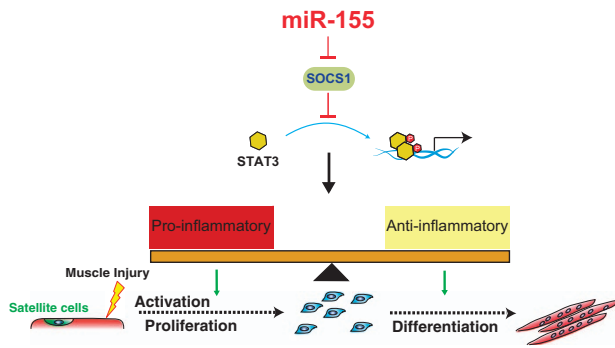 miR-155
SOCS1
STAT3
P
P
Pro-inflammatory
Anti-inflammatory
Muscle Injury
Satellite cells
Activation
Proliferation
Differentiation